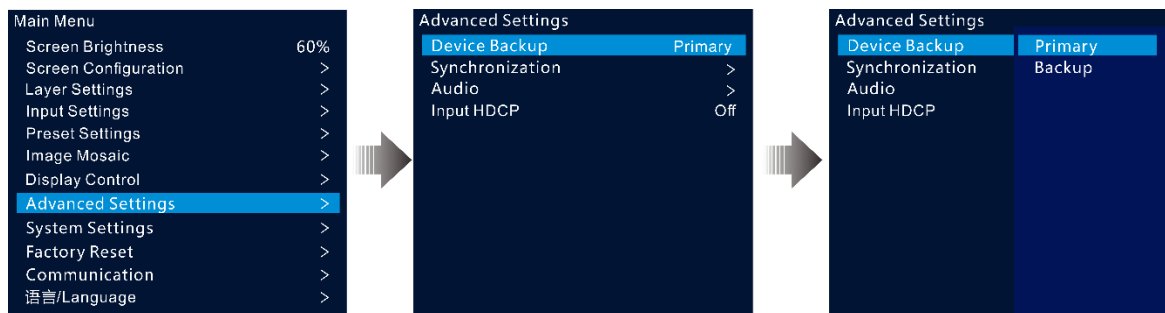 Main Menu
Screen Brightness 60%
Screen Configuration >
Layer Settings >
Input Settings >
Preset Settings >
Image Mosaic >
Display Control >
Advanced Settings >
System Settings >
Factory Reset >
Communication >
语言/Language >
Advanced Settings
Device Backup Primary
Synchronization >
Audio >
Input HDCP Off
Advanced Settings
Device Backup Primary
Synchronization Backup
Audio
Input HDCP